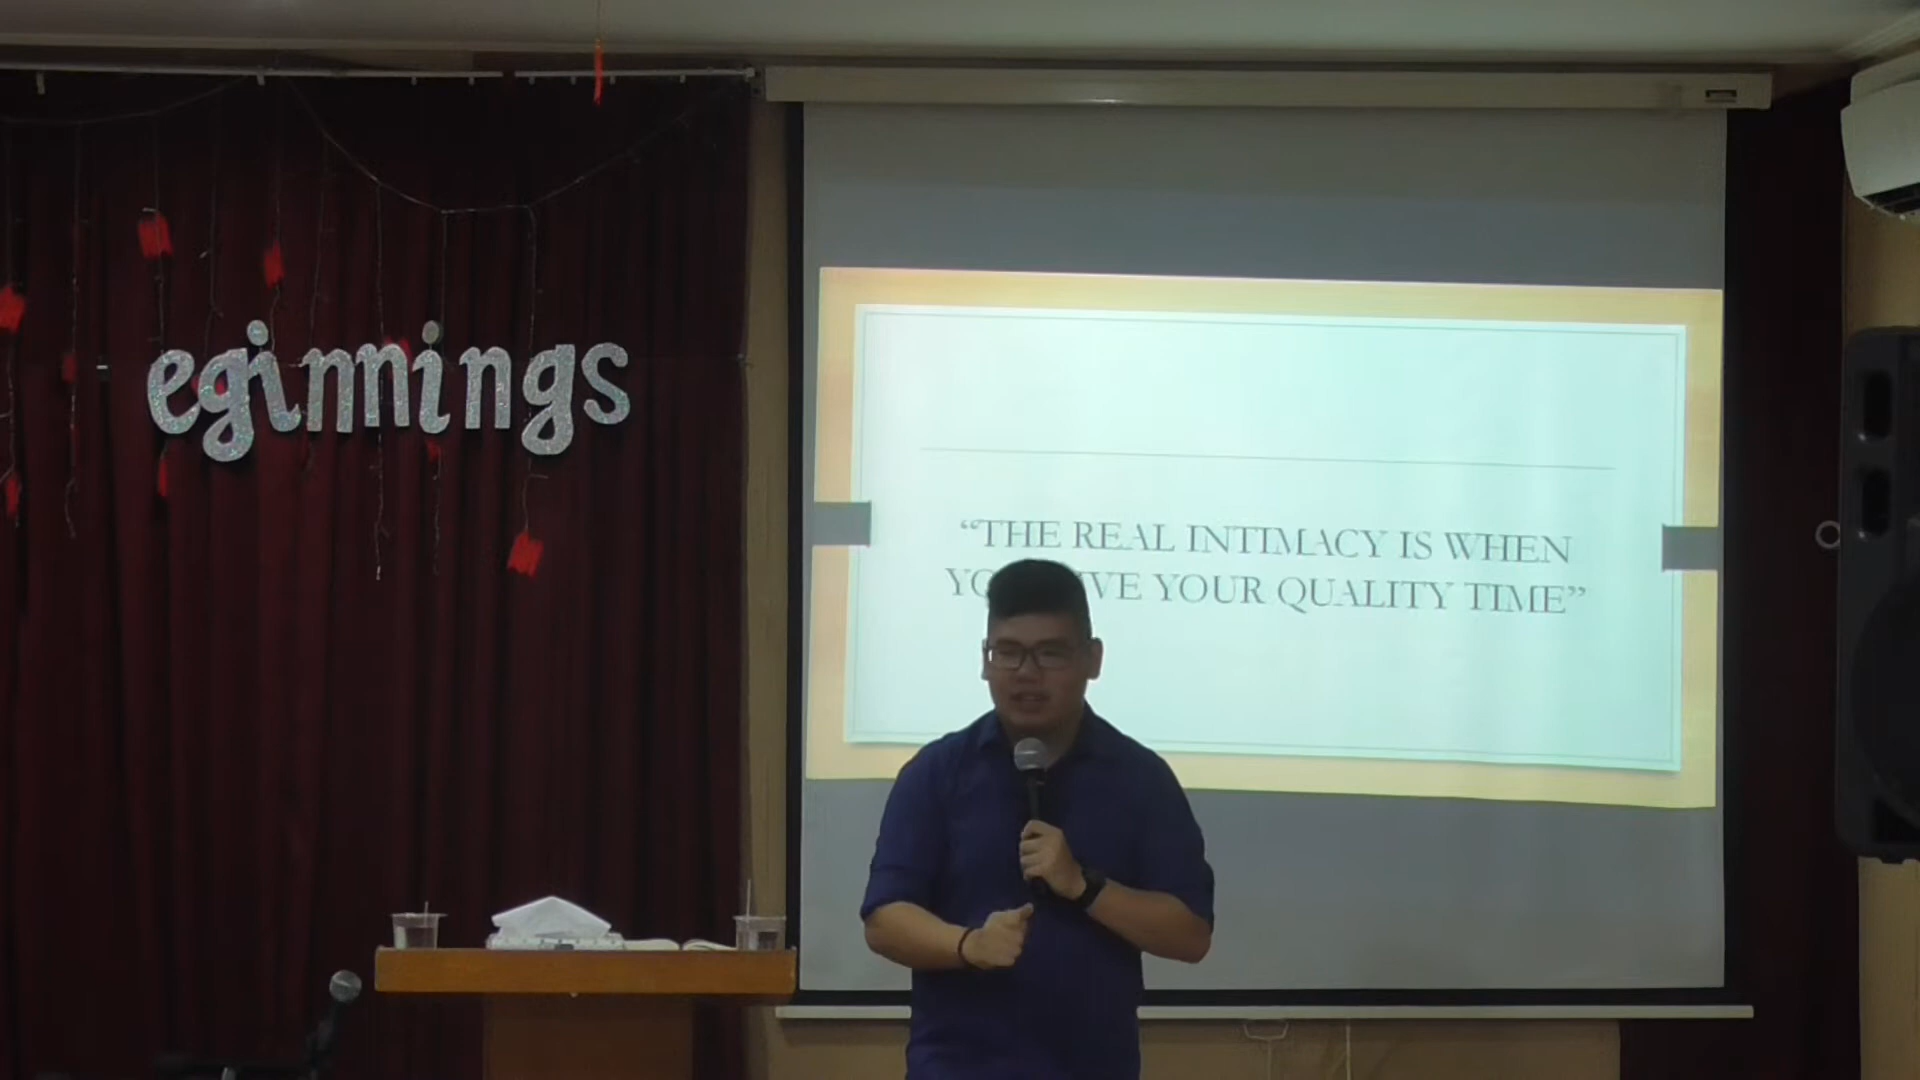 eginnings
“THE REAL INTIMACY IS WHEN
YOUR QUALITY TIME”